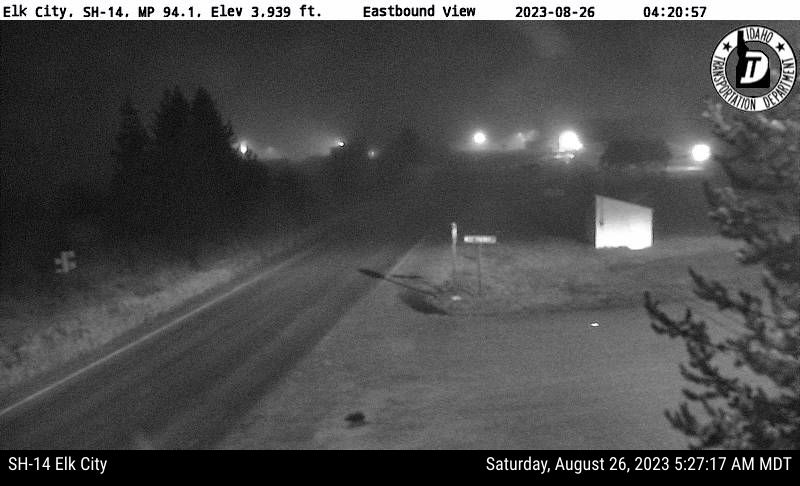 Elk City, SH-14, MP 94.1, Elev 3,939 ft. Eastbound View 2023-08-26 04:20:57
IDAHO
TRANSPORTATION DEPARTMENT
SH-14 Elk City
Saturday, August 26, 2023 5:27:17 AM MDT